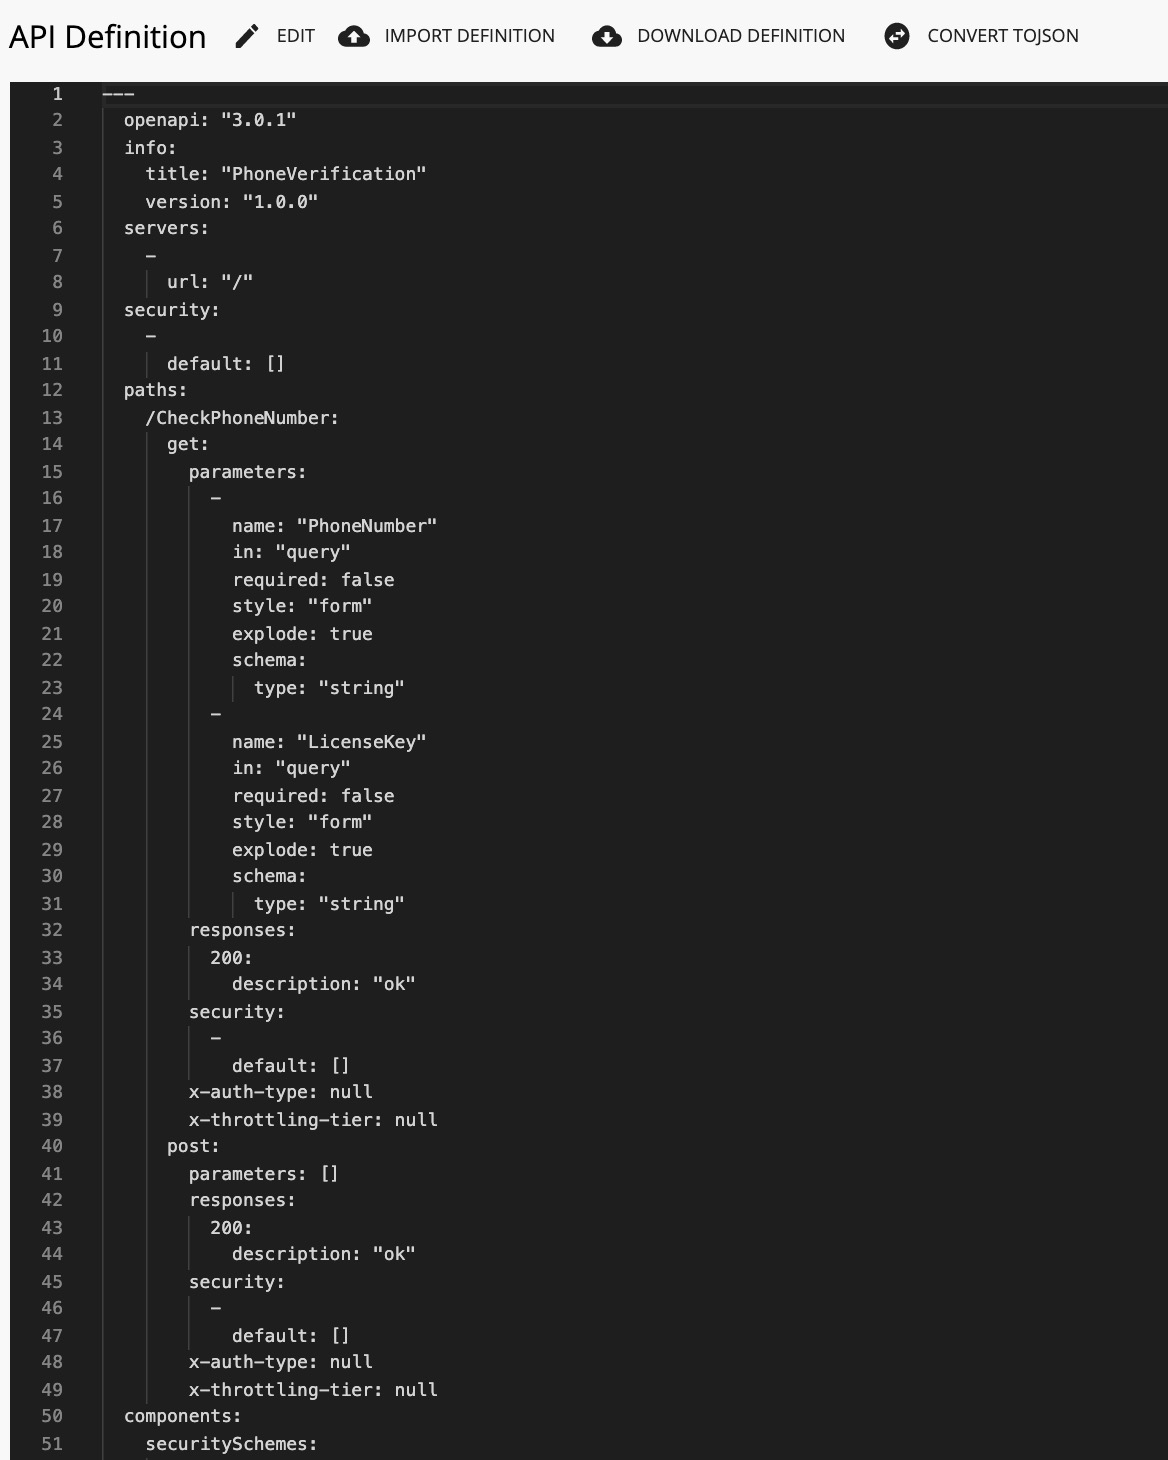 API Definition EDIT IMPORT DEFINITION DOWNLOAD DEFINITION CONVERT TOJSON
1 ---
2 openapi: "3.0.1"
3 info:
4 title: "PhoneVerification"
5 version: "1.0.0"
6 servers:
7 -
8 url: "/"
9 security:
10 -
11 default: []
12 paths:
13 /CheckPhoneNumber:
14 get:
15 parameters:
16 -
17 name: "PhoneNumber"
18 in: "query"
19 required: false
20 style: "form"
21 explode: true
22 schema:
23 type: "string"
24 -
25 name: "LicenseKey"
26 in: "query"
27 required: false
28 style: "form"
29 explode: true
30 schema:
31 type: "string"
32 responses:
33 200:
34 description: "ok"
35 security:
36 -
37 default: []
38 x-auth-type: null
39 x-throttling-tier: null
40 post:
41 parameters: []
42 responses:
43 200:
44 description: "ok"
45 security:
46 -
47 default: []
48 x-auth-type: null
49 x-throttling-tier: null
50 components:
51 securitySchemes: